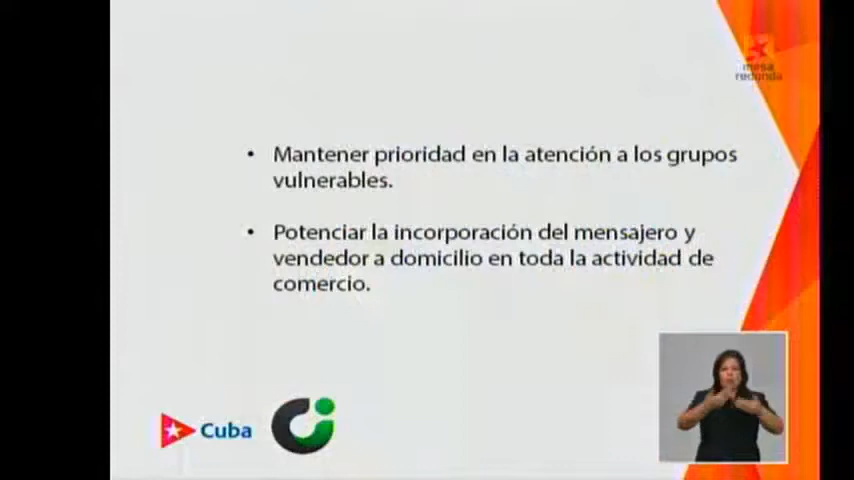 mesa
redonda
• Mantener prioridad en la atención a los grupos
vulnerables.
• Potenciar la incorporación del mensajero y
vendedor a domicilio en toda la actividad de
comercio.
Cuba